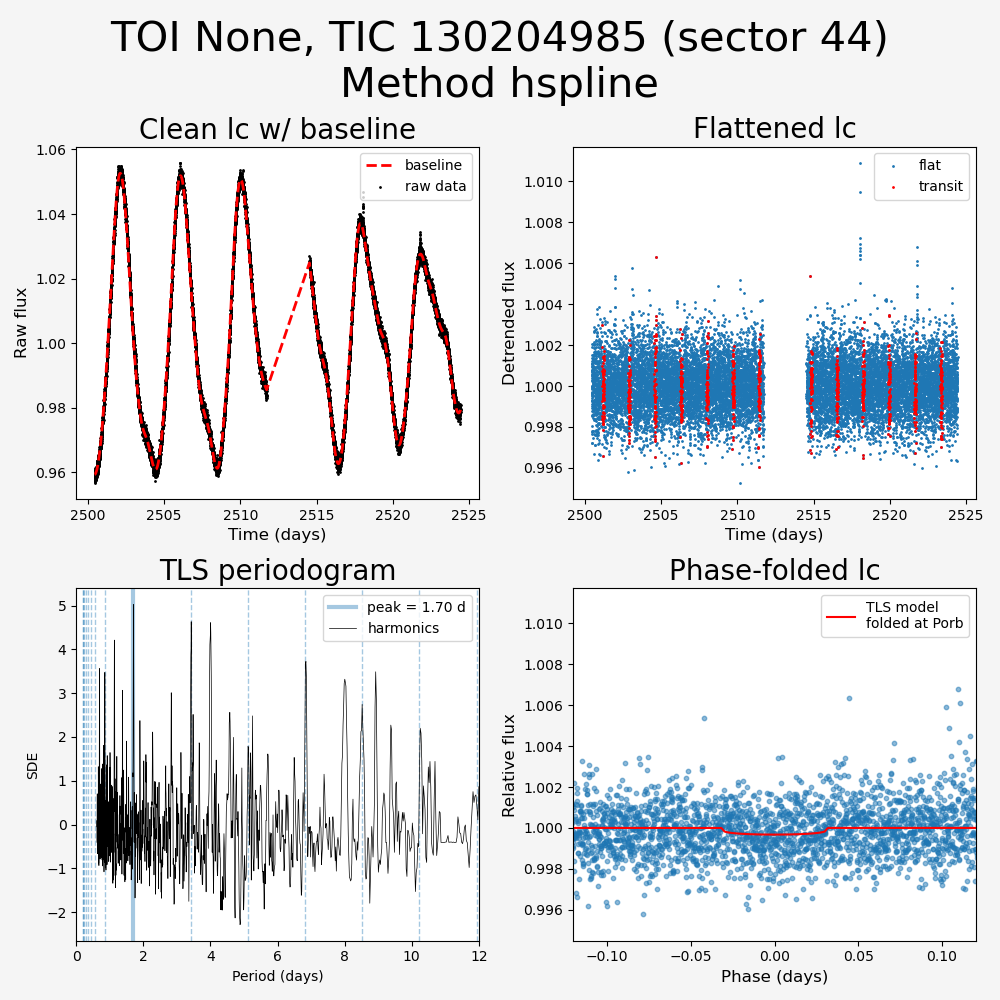 TOI None, TIC 130204985 (sector 44)
Method hspline
Clean lc w/ baseline
Raw flux
1.06
1.04
1.02
1.00
0.98
0.96
baseline
raw data
2500
2505
2510
2515
2520
2525
Time (days)
Flattened lc
Detrended flux
1.010
1.008
1.006
1.004
1.002
1.000
0.998
0.996
flat
transit
2500
2505
2510
2515
2520
2525
Time (days)
TLS periodogram
SDE
5
4
3
2
1
0
−1
−2
peak = 1.70 d
harmonics
0
2
4
6
8
10
12
Period (days)
Phase-folded lc
Relative flux
1.010
1.008
1.006
1.004
1.002
1.000
0.998
0.996
TLS model
folded at Porb
−0.10
−0.05
0.00
0.05
0.10
Phase (days)